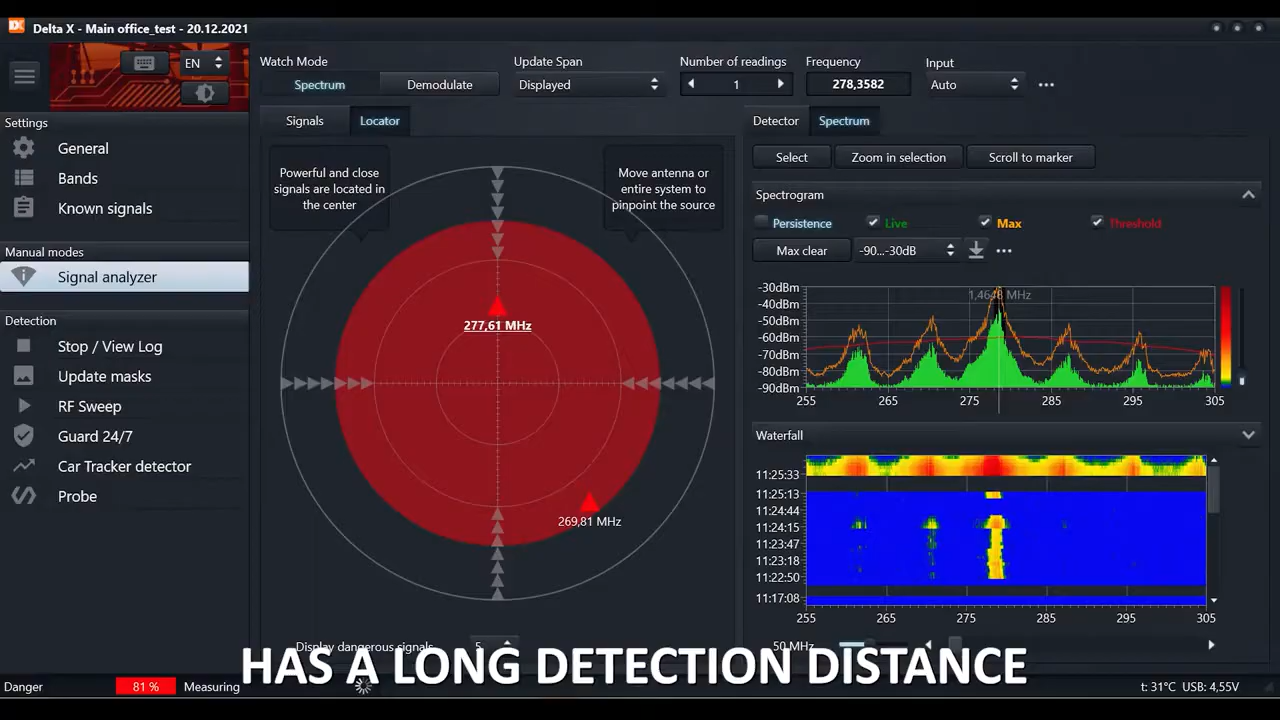 Delta X - Main office_test - 20.12.2021
EN
Watch Mode
Spectrum
Demodulate
Update Span
Displayed
Number of readings
1
Frequency
278,3582
Input
Auto
Settings
General
Bands
Known signals
Manual modes
Signal analyzer
Detection
Stop / View Log
Update masks
RF Sweep
Guard 24/7
Car Tracker detector
Probe
Signals
Locator
Powerful and close
signals are located in
the center
Move antenna or
entire system to
pinpoint the source
277,61 MHz
269,81 MHz
Display dangerous signals
5
Detector
Spectrum
Select
Zoom in selection
Scroll to marker
Spectrogram
Persistence
Live
Max
Threshold
Max clear
-90...-30dB
-30dBm
-40dBm
-50dBm
-60dBm
-70dBm
-80dBm
-90dBm
255 265 275 285 295 305
Waterfall
11:25:33
11:25:13
11:24:44
11:24:15
11:23:47
11:23:18
11:22:50
11:17:08
255 265 275 285 295 305
50 MHz
HAS A LONG DETECTION DISTANCE
Danger
81 %
Measuring
t: 31°C USB: 4,55V